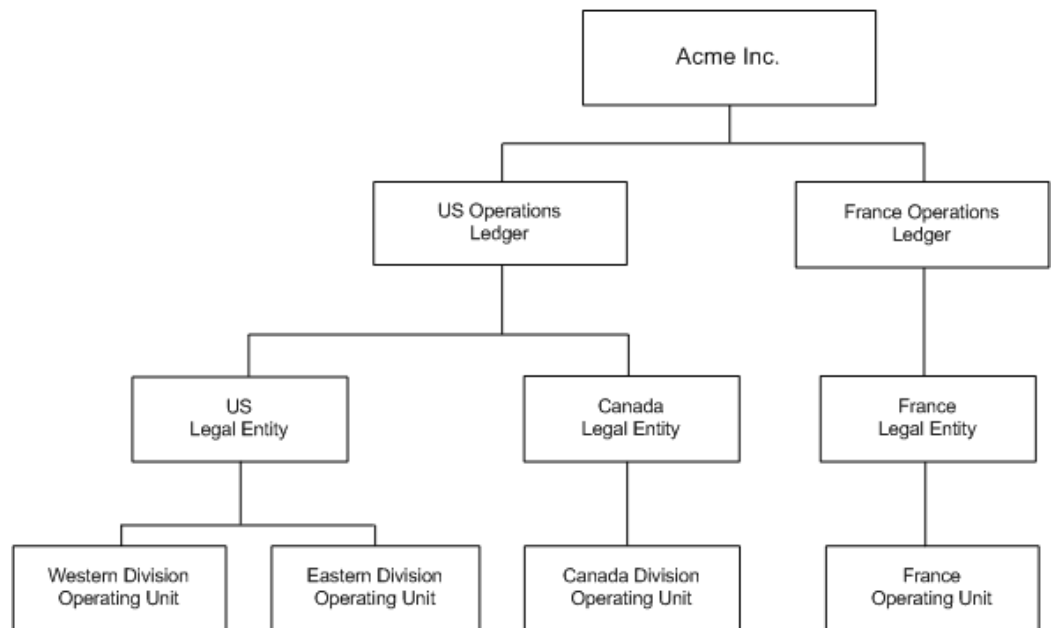 Acme Inc.
US Operations
Ledger
France Operations
Ledger
US
Legal Entity
Canada
Legal Entity
France
Legal Entity
Western Division
Operating Unit
Eastern Division
Operating Unit
Canada Division
Operating Unit
France
Operating Unit